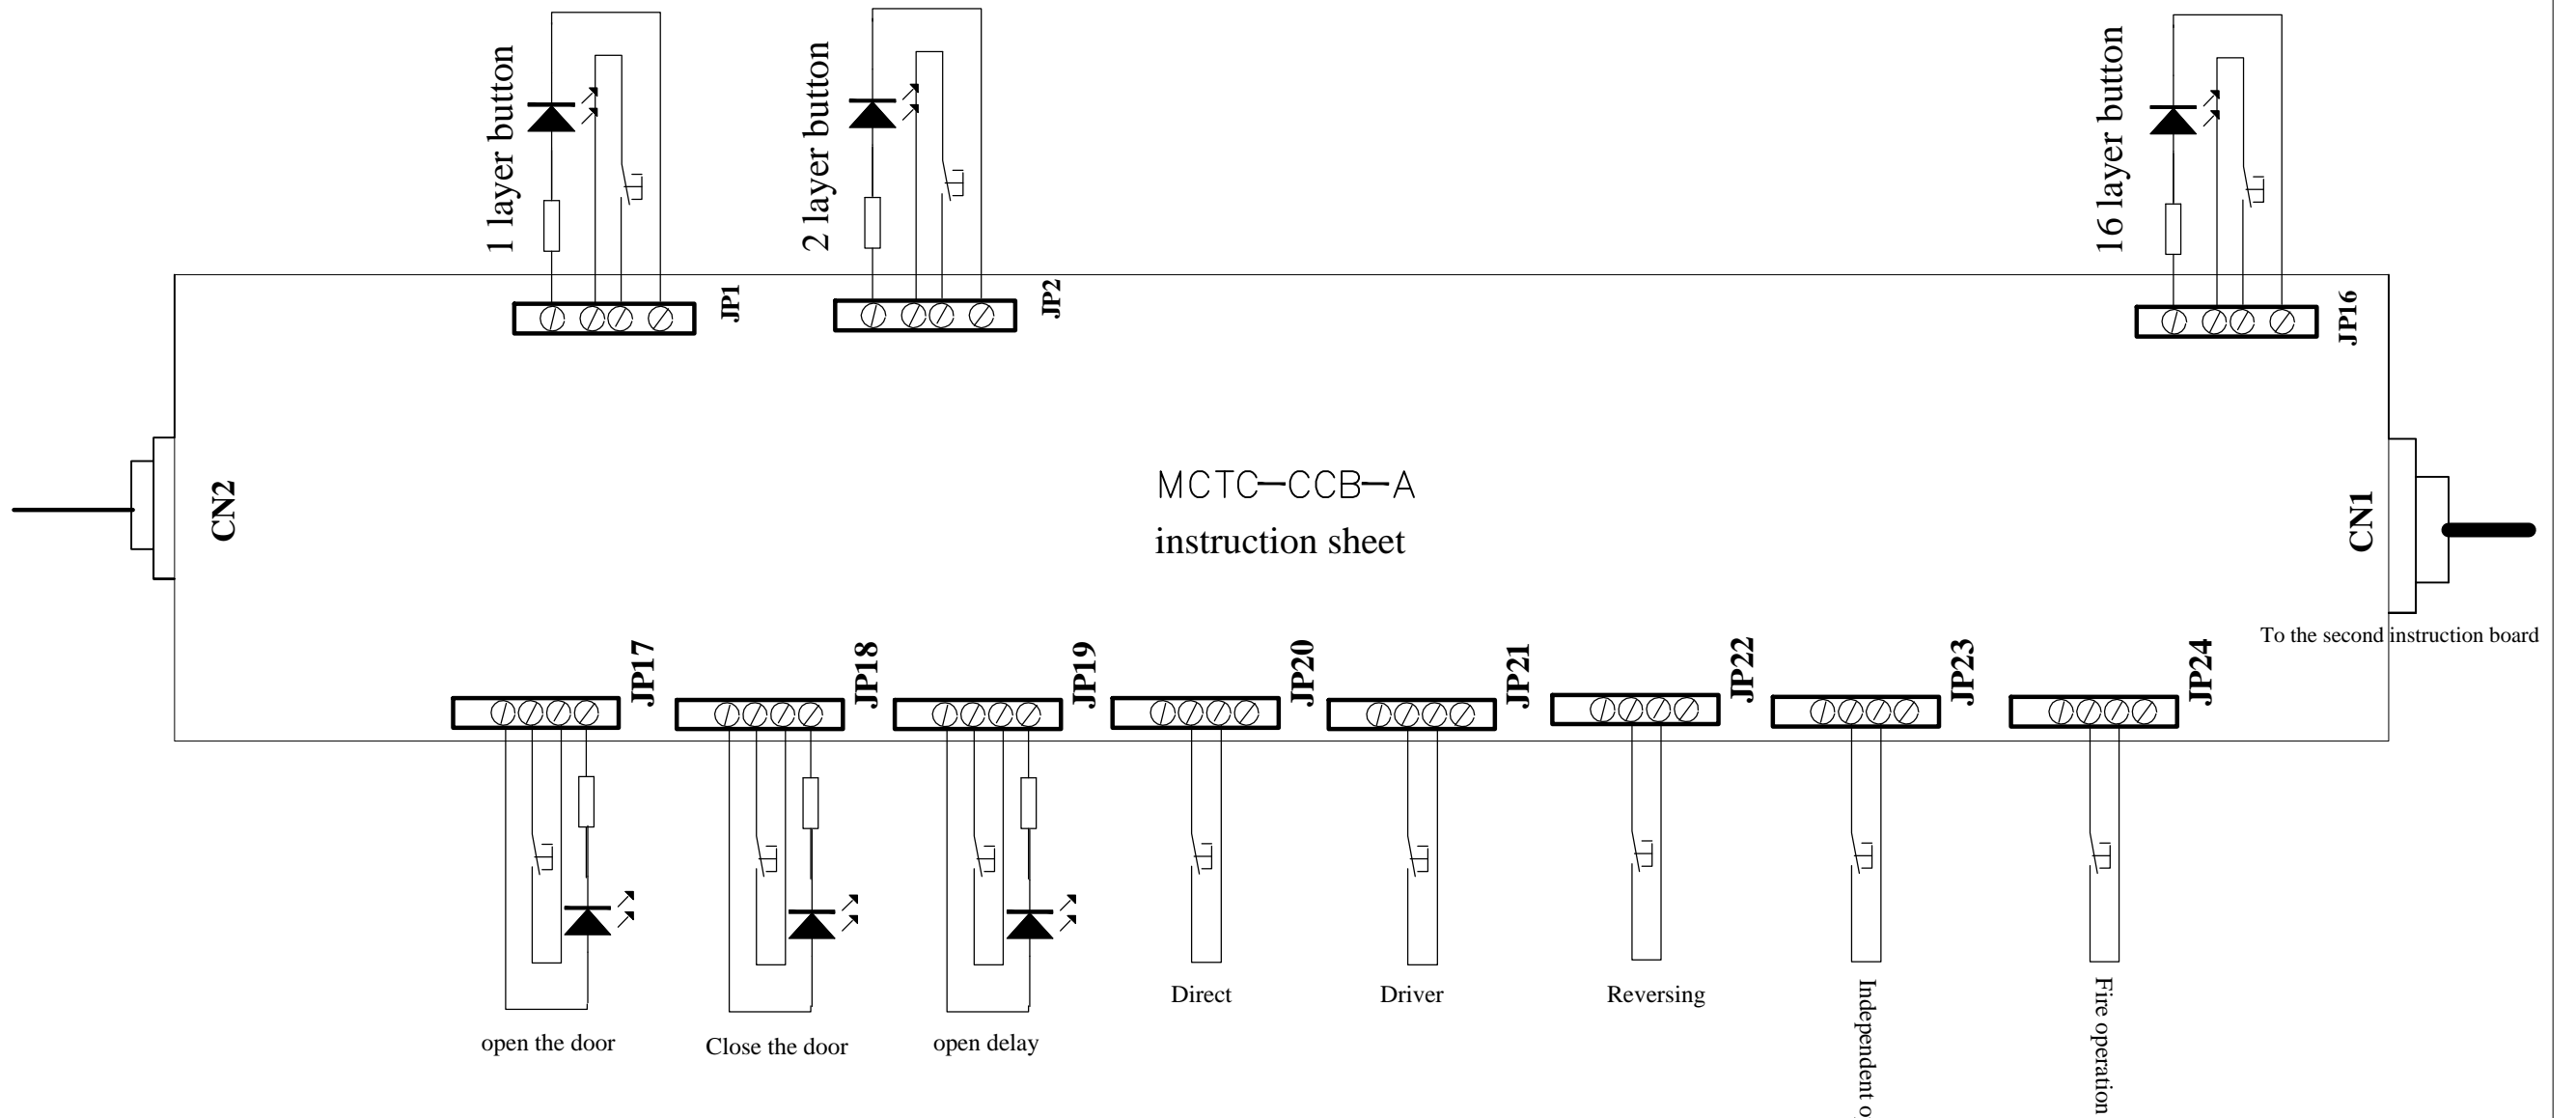 1 layer button
2 layer button
16 layer button
JP1
JP2
JP16
CN2
MCTC-CCB-A
instruction sheet
CN1
To the second instruction board
JP17
JP18
JP19
JP20
JP21
JP22
JP23
JP24
open the door
Close the door
open delay
Direct
Driver
Reversing
Independent o
Fire operation